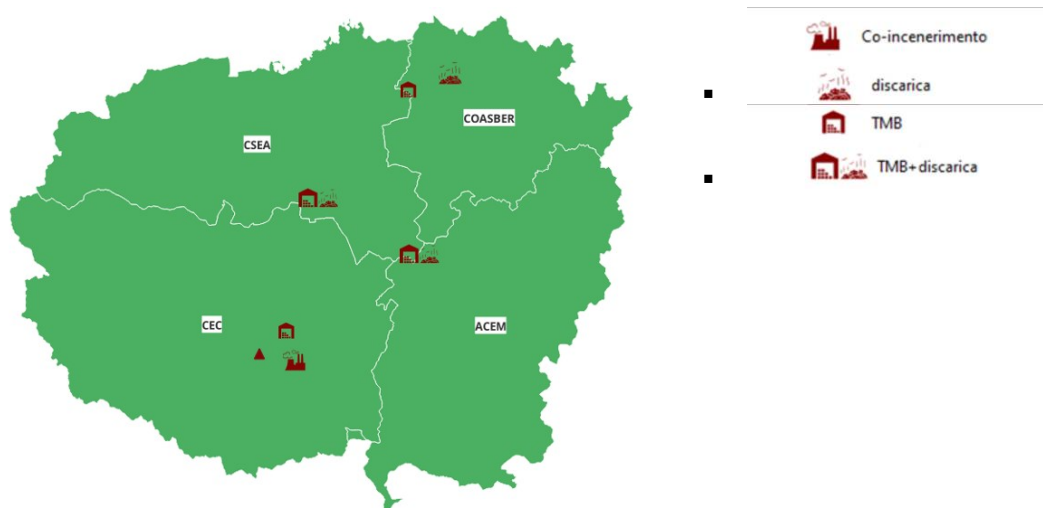 COASBER
CSEA
CEC
ACEM
Co-incenerimento
discarica
TMB
TMB+discarica